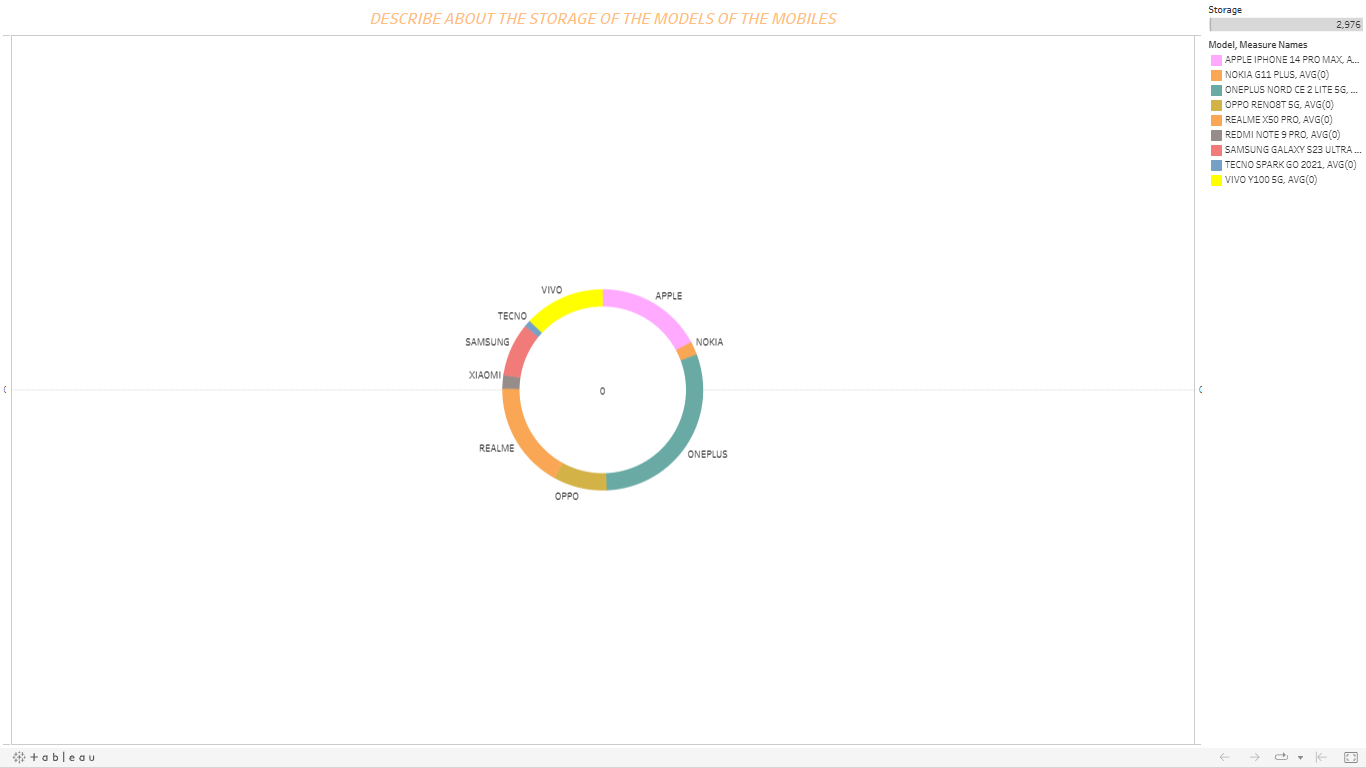 DESCRIBE ABOUT THE STORAGE OF THE MODELS OF THE MOBILES
Storage
2,976
Model, Measure Names
APPLE IPHONE 14 PRO MAX, A...
NOKIA G11 PLUS, AVG(0)
ONEPLUS NORD CE 2 LITE 5G, ...
OPPO RENO8T 5G, AVG(0)
REALME X50 PRO, AVG(0)
REDMI NOTE 9 PRO, AVG(0)
SAMSUNG GALAXY S23 ULTRA ...
TECNO SPARK GO 2021, AVG(0)
VIVO Y100 5G, AVG(0)
VIVO
APPLE
TECNO
SAMSUNG
NOKIA
XIAOMI
0
REALME
ONEPLUS
OPPO
+ableau